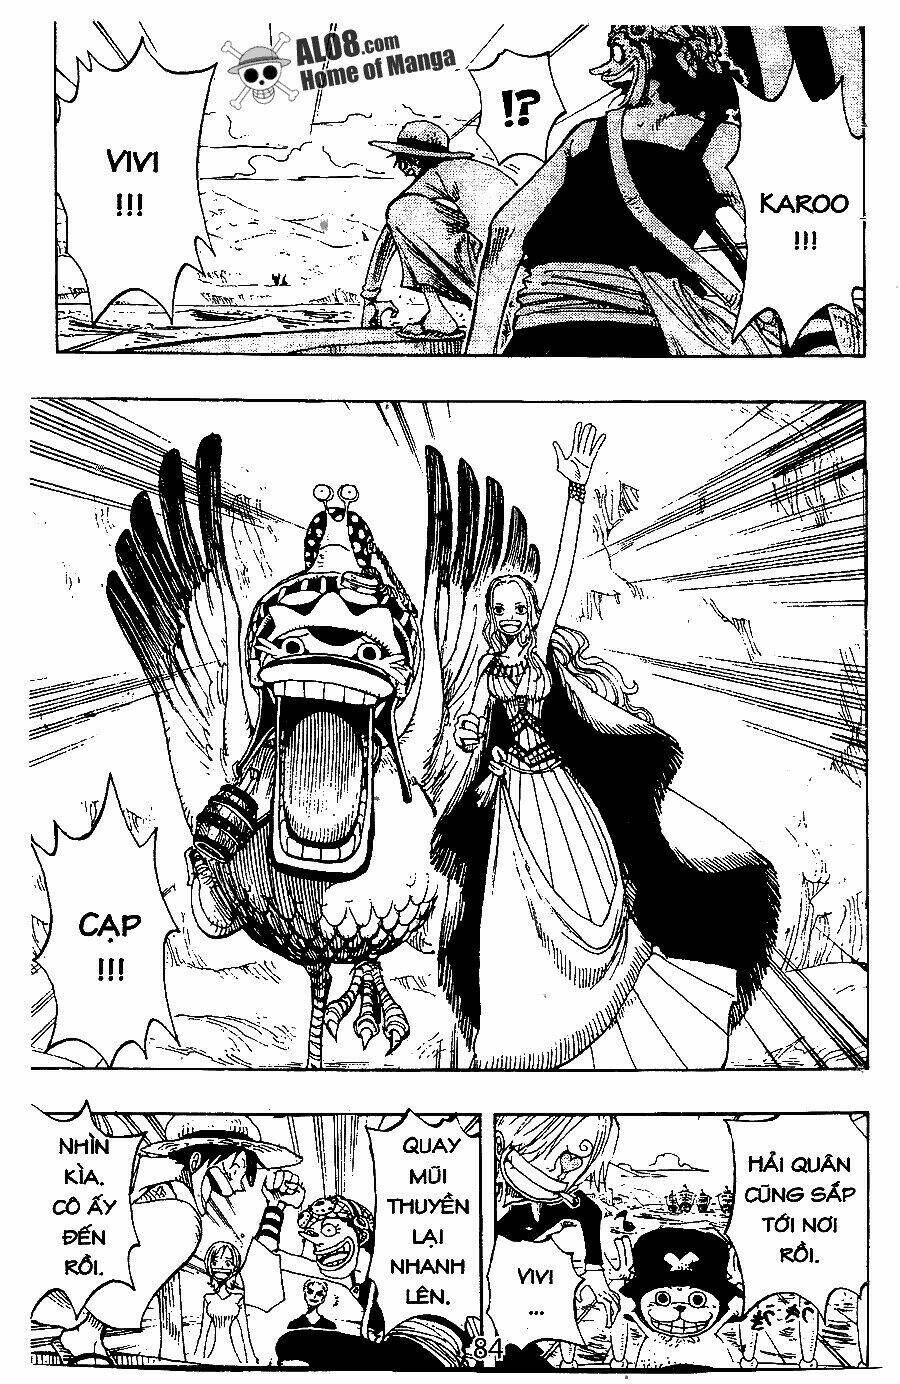 ALO8.com
Home of Manga
KAROO
!!!
!?
VIVI
!!!
CẠP
!!!
HẢI QUÂN
CŨNG SẮP
TỚI NƠI
RỒI.
VIVI
...
QUAY
MŨI
THUYỀN
LẠI
NHANH
LÊN.
NHÌN
KÌA.
CÔ ẤY
ĐẾN
RỒI.
84